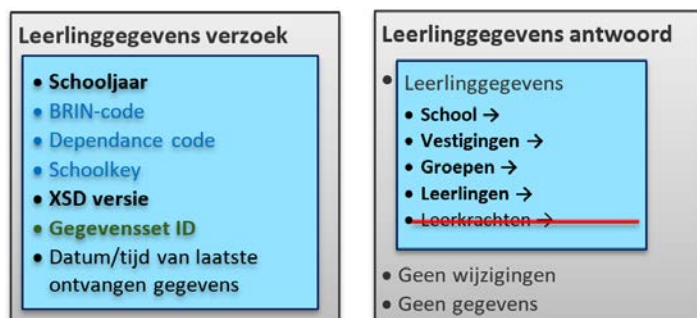 Leerlinggegevens verzoek
• Schooljaar
• BRIN-code
• Dependance code
• Schoolkey
• XSD versie
• Gegevensset ID
• Datum/tijd van laatste
ontvangen gegevens
Leerlinggegevens antwoord
• Leerlinggegevens
• School →
• Vestigingen →
• Groepen →
• Leerlingen →
• Leerkrachten →
• Geen wijzigingen
• Geen gegevens